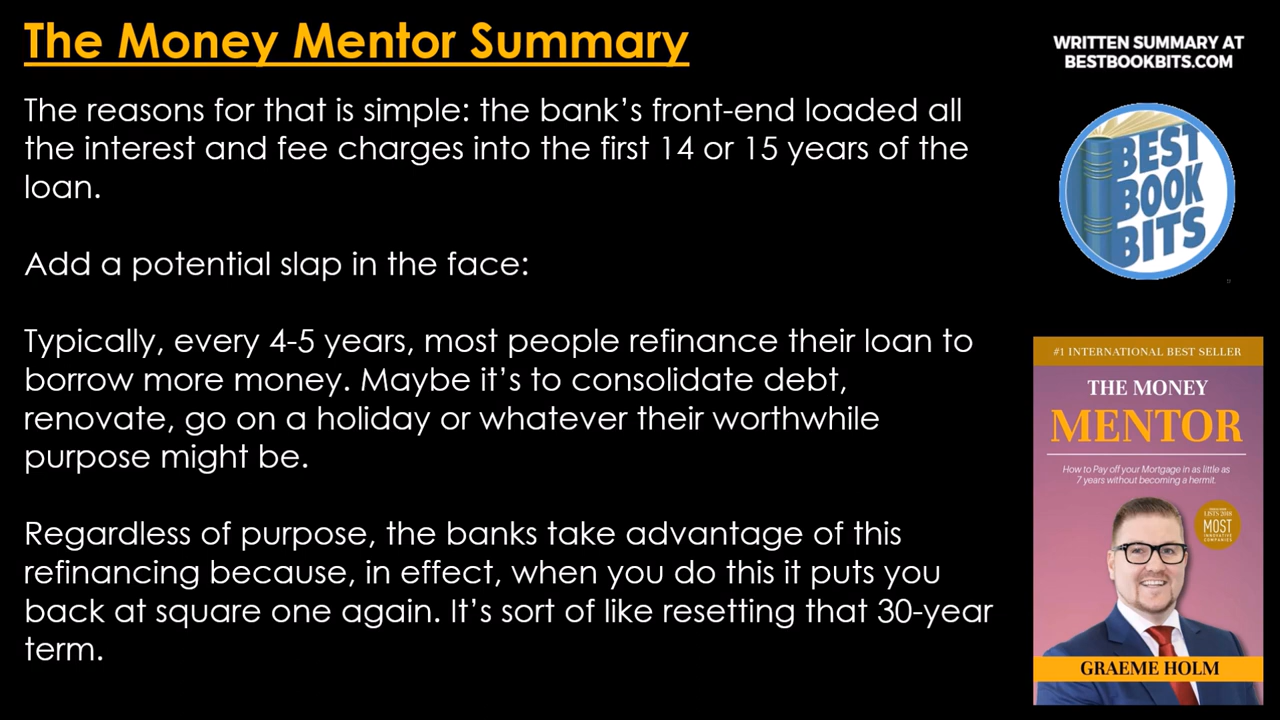 The Money Mentor Summary
WRITTEN SUMMARY AT
BESTBOOKBITS.COM
The reasons for that is simple: the bank's front-end loaded all
the interest and fee charges into the first 14 or 15 years of the
loan.
Add a potential slap in the face:
Typically, every 4-5 years, most people refinance their loan to
borrow more money. Maybe it's to consolidate debt,
renovate, go on a holiday or whatever their worthwhile
purpose might be.
Regardless of purpose, the banks take advantage of this
refinancing because, in effect, when you do this it puts you
back at square one again. It's sort of like resetting that 30-year
term.
BEST
BOOK
BITS
#1 INTERNATIONAL BEST SELLER
THE MONEY
MENTOR
How to Pay off your Mortgage in as little as
7 years without becoming a hermit.
LISTS 2018
MOST
INNOVATIVE
COMPANIES
GRAEME HOLM